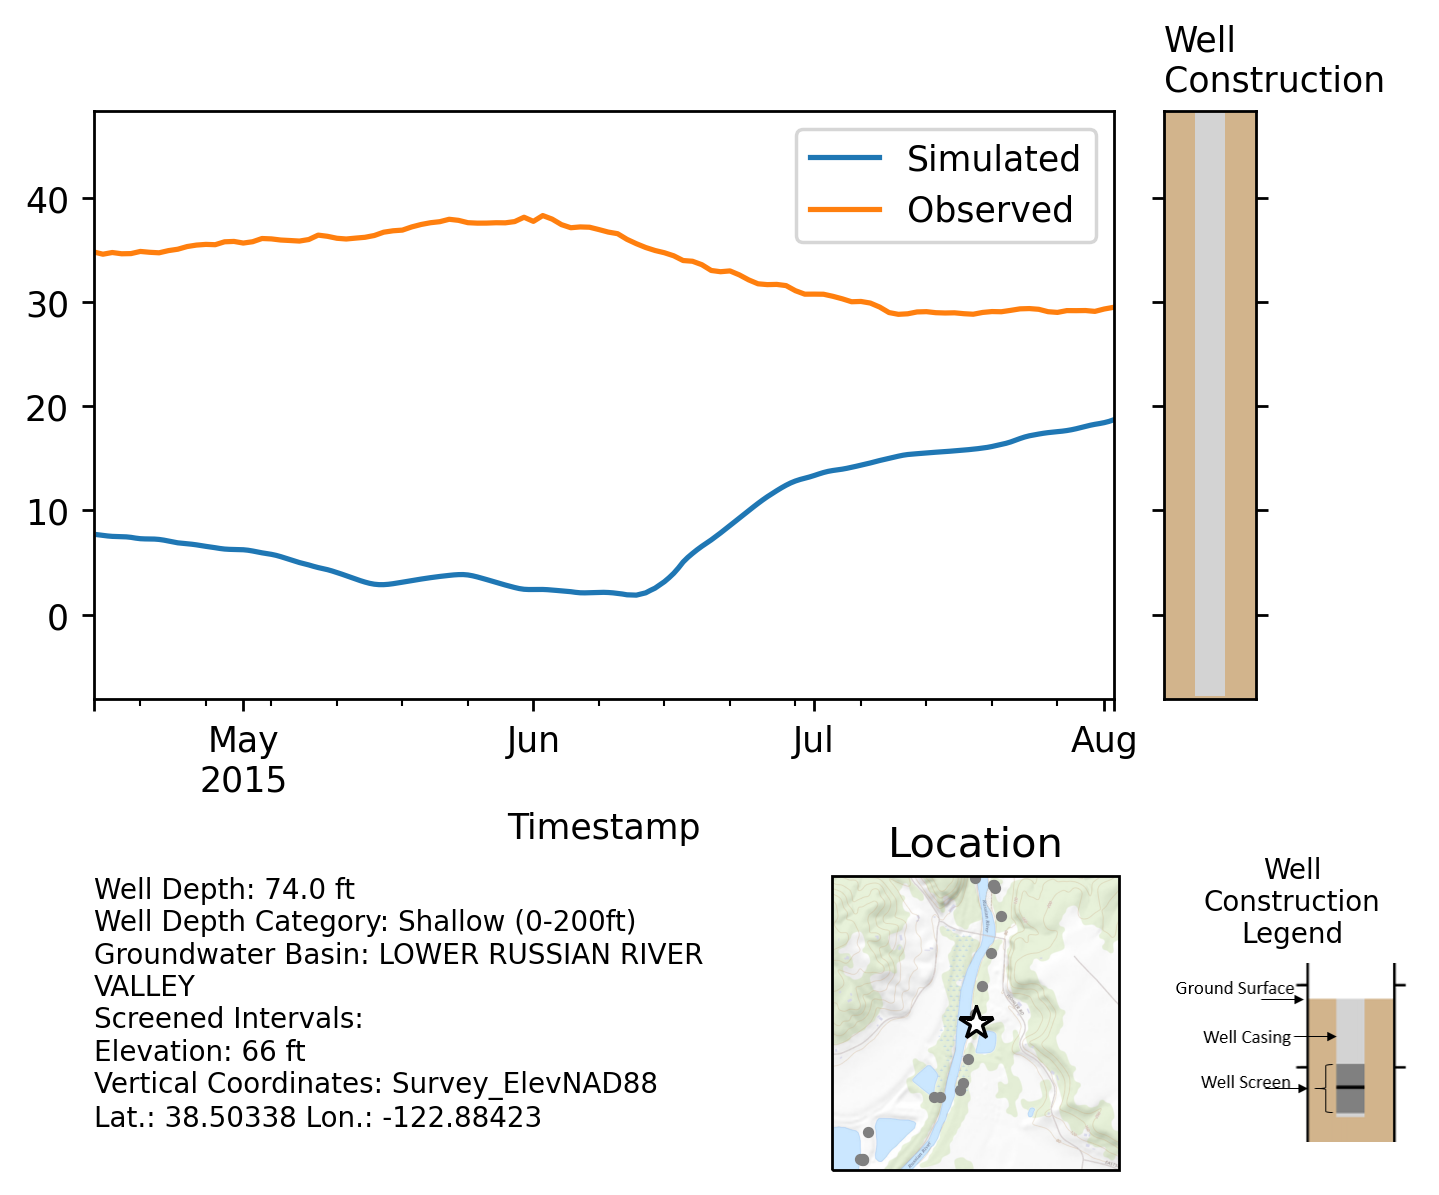 Well
Construction
Simulated
Observed
40
30
20
10
0
May
2015
Jun
Jul
Aug
Timestamp
Well Depth: 74.0 ft
Well Depth Category: Shallow (0-200ft)
Groundwater Basin: LOWER RUSSIAN RIVER
VALLEY
Screened Intervals:
Elevation: 66 ft
Vertical Coordinates: Survey_ElevNAD88
Lat.: 38.50338 Lon.: -122.88423
Location
Well
Construction
Legend
Ground Surface
Well Casing
Well Screen